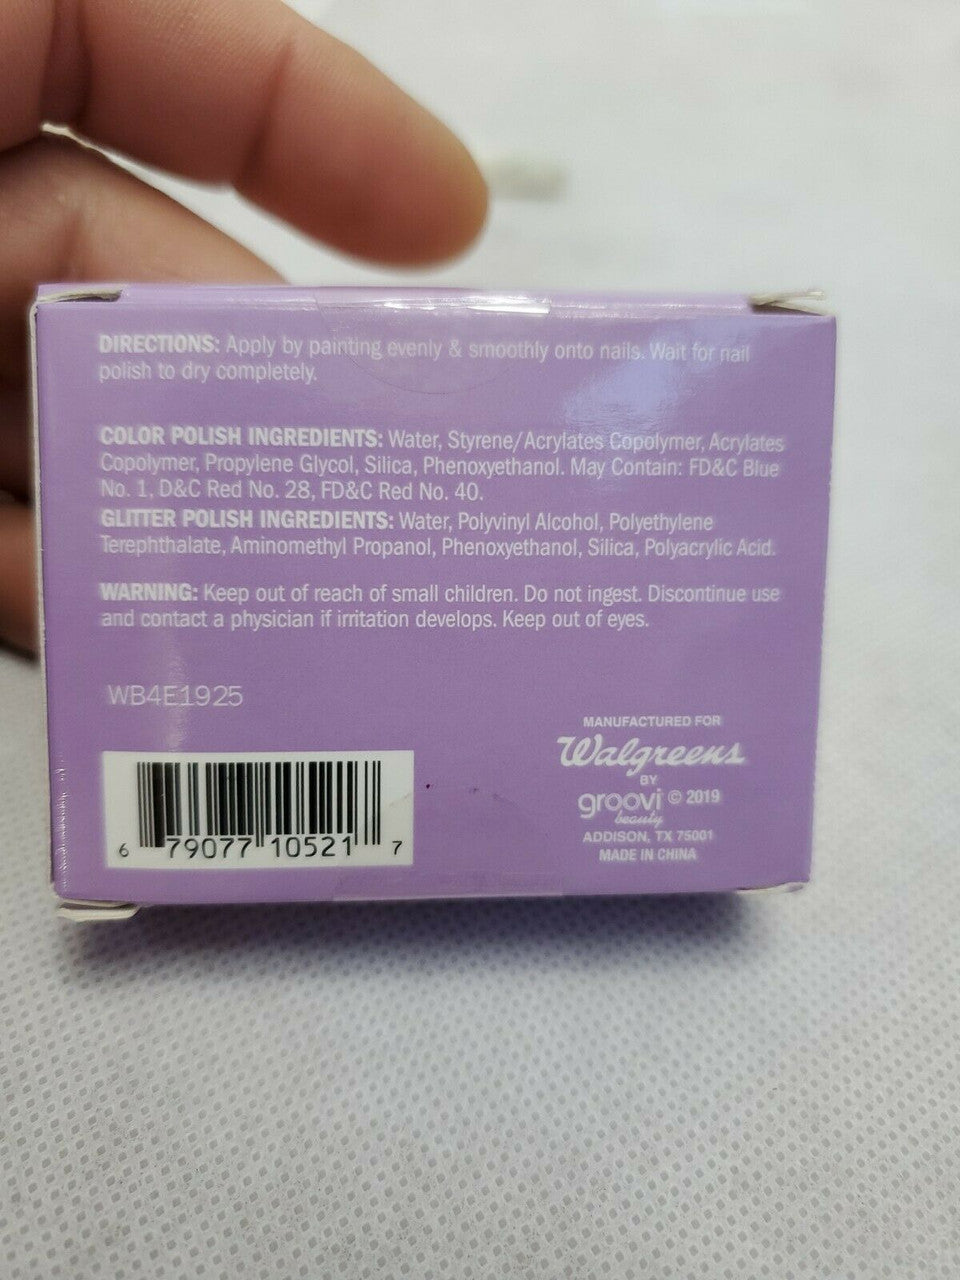 DIRECTIONS: Apply by painting evenly & smoothly onto nails. Wait for nail
polish to dry completely.
COLOR POLISH INGREDIENTS: Water, Styrene/Acrylates Copolymer, Acrylates
Copolymer, Propylene Glycol, Silica, Phenoxyethanol. May Contain: FD&C Blue
No. 1, D&C Red No. 28, FD&C Red No. 40.
GLITTER POLISH INGREDIENTS: Water, Polyvinyl Alcohol, Polyethylene
Terephthalate, Aminomethyl Propanol, Phenoxyethanol, Silica, Polyacrylic Acid.
WARNING: Keep out of reach of small children. Do not ingest. Discontinue use
and contact a physician if irritation develops. Keep out of eyes.
WB4E1925
6 79077 10521 7
MANUFACTURED FOR
Walgreens
BY
groovi beauty © 2019
ADDISON, TX 75001
MADE IN CHINA